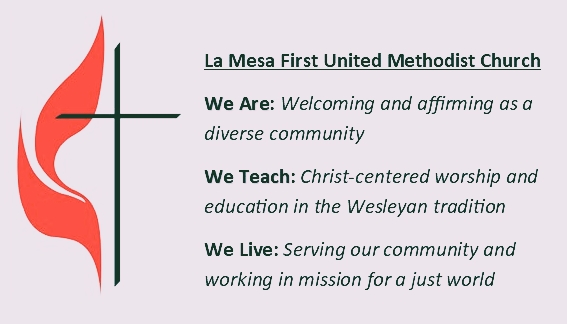 La Mesa First United Methodist Church
We Are: Welcoming and affirming as a
diverse community
We Teach: Christ-centered worship and
education in the Wesleyan tradition
We Live: Serving our community and
working in mission for a just world